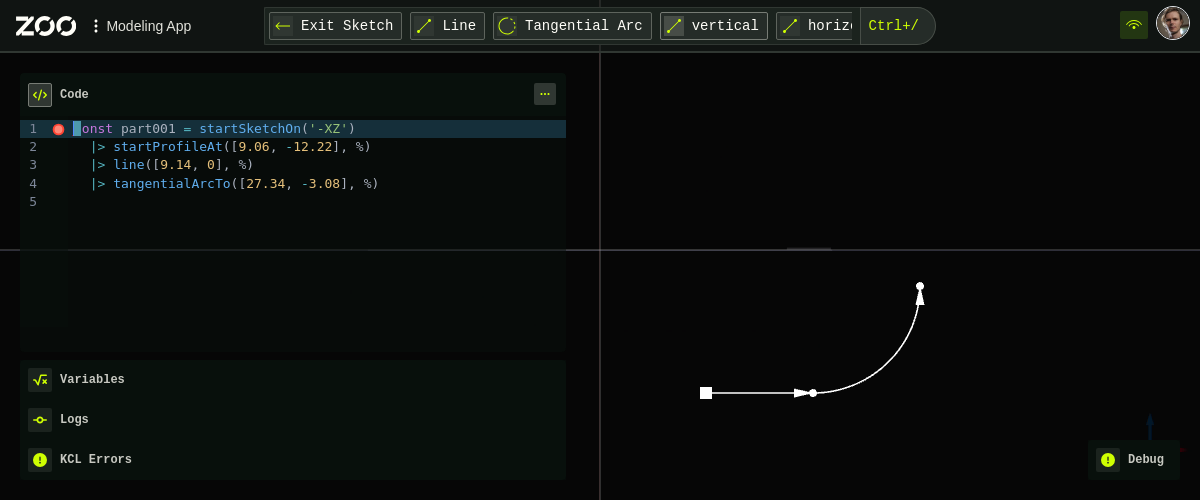 ZOO Modeling App
Exit Sketch Line Tangential Arc vertical horiz Ctrl+/
Code
1 onst part001 = startSketchOn('-XZ')
2 |> startProfileAt([9.06, -12.22], %)
3 |> line([9.14, 0], %)
4 |> tangentialArcTo([27.34, -3.08], %)
5
Variables
Logs
KCL Errors
Debug